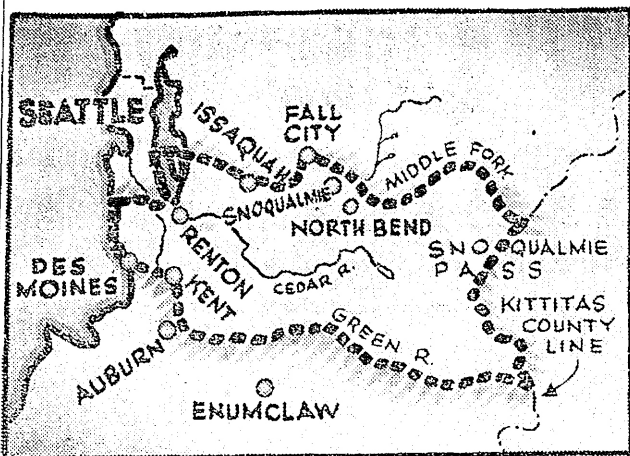 SEATTLE
ISSAQUAH
FALL
CITY
MIDDLE FORK
SNOQUALMIE
NORTH BEND
RENTON
SNOQUALMIE
PASS
DES
MOINES
KENT
CEDAR R.
KITTITAS
COUNTY
LINE
GREEN R.
AUBURN
ENUMCLAW